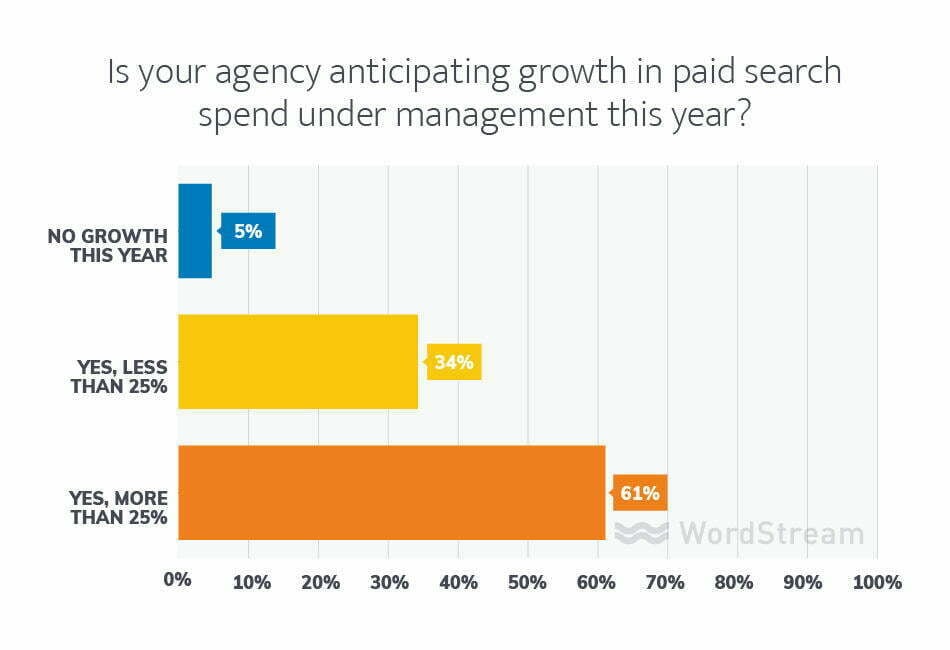 Is your agency anticipating growth in paid search
spend under management this year?
NO GROWTH
THIS YEAR
5%
YES, LESS
THAN 25%
34%
YES, MORE
THAN 25%
61%
WordStream
0% 10% 20% 30% 40% 50% 60% 70% 80% 90% 100%